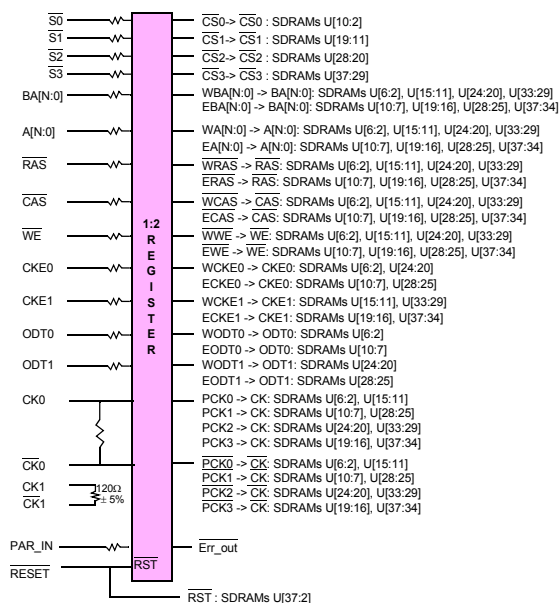 S0 CS0-> CS0 : SDRAMs U[10:2]
S1 CS1-> CS1 : SDRAMs U[19:11]
S2 CS2-> CS2 : SDRAMs U[28:20]
S3 CS3-> CS3 : SDRAMs U[37:29]
BA[N:0] WBA[N:0] -> BA[N:0]: SDRAMs U[6:2], U[15:11], U[24:20], U[33:29]
EBA[N:0] -> BA[N:0]: SDRAMs U[10:7], U[19:16], U[28:25], U[37:34]
A[N:0] WA[N:0] -> A[N:0]: SDRAMs U[6:2], U[15:11], U[24:20], U[33:29]
EA[N:0] -> A[N:0]: SDRAMs U[10:7], U[19:16], U[28:25], U[37:34]
RAS WRAS -> RAS: SDRAMs U[6:2], U[15:11], U[24:20], U[33:29]
ERAS -> RAS: SDRAMs U[10:7], U[19:16], U[28:25], U[37:34]
CAS WCAS -> CAS: SDRAMs U[6:2], U[15:11], U[24:20], U[33:29]
ECAS -> CAS: SDRAMs U[10:7], U[19:16], U[28:25], U[37:34]
WE WWE -> WE: SDRAMs U[6:2], U[15:11], U[24:20], U[33:29]
EWE -> WE: SDRAMs U[10:7], U[19:16], U[28:25], U[37:34]
CKE0 WCKE0 -> CKE0: SDRAMs U[6:2], U[24:20]
ECKE0 -> CKE0: SDRAMs U[10:7], U[28:25]
CKE1 WCKE1 -> CKE1: SDRAMs U[15:11], U[33:29]
ECKE1 -> CKE1: SDRAMs U[19:16], U[37:34]
ODT0 WODT0 -> ODT0: SDRAMs U[6:2]
EODT0 -> ODT0: SDRAMs U[10:7]
ODT1 WODT1 -> ODT1: SDRAMs U[24:20]
EODT1 -> ODT1: SDRAMs U[28:25]
1:2
R
E
G
I
S
T
E
R
CK0 PCK0 -> CK: SDRAMs U[6:2], U[15:11]
PCK1 -> CK: SDRAMs U[10:7], U[28:25]
PCK2 -> CK: SDRAMs U[24:20], U[33:29]
PCK3 -> CK: SDRAMs U[19:16], U[37:34]
CK0 PCK0 -> CK: SDRAMs U[6:2], U[15:11]
PCK1 -> CK: SDRAMs U[10:7], U[28:25]
PCK2 -> CK: SDRAMs U[24:20], U[33:29]
PCK3 -> CK: SDRAMs U[19:16], U[37:34]
CK1 120Ω
CK1 ± 5%
PAR_IN Err_out
RESET RST
RST : SDRAMs U[37:2]